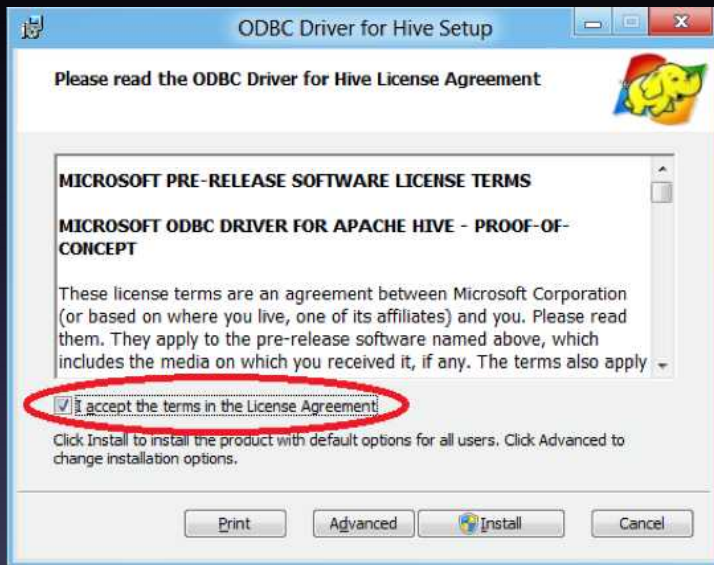 ODBC Driver for Hive Setup
Please read the ODBC Driver for Hive License Agreement
MICROSOFT PRE-RELEASE SOFTWARE LICENSE TERMS
MICROSOFT ODBC DRIVER FOR APACHE HIVE - PROOF-OF-
CONCEPT
These license terms are an agreement between Microsoft Corporation
(or based on where you live, one of its affiliates) and you. Please read
them. They apply to the pre-release software named above, which
includes the media on which you received it, if any. The terms also apply
I accept the terms in the License Agreement
Click Install to install the product with default options for all users. Click Advanced to
change installation options.
Print Advanced Install Cancel